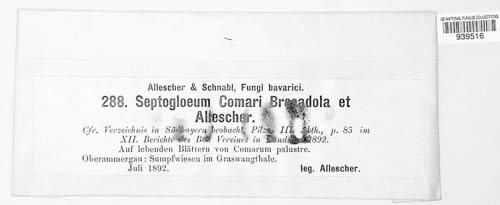 US NATIONAL FUNGUS COLLECTIONS
939516
Allescher & Schnabl, Fungi bavarici.
288. Septogloeum Comari Bresadola et
Allescher.
Cfr. Verzeichnis in Südbayern beobacht. Pilze, III. Abth., p. 85 im
XII. Berichte des Bot. Vereines in Landshut 1892.
Auf lebenden Blättern von Comarum palustre.
Oberammergau: Sumpfwiesen im Graswangthale.
Juli 1892. leg. Allescher.